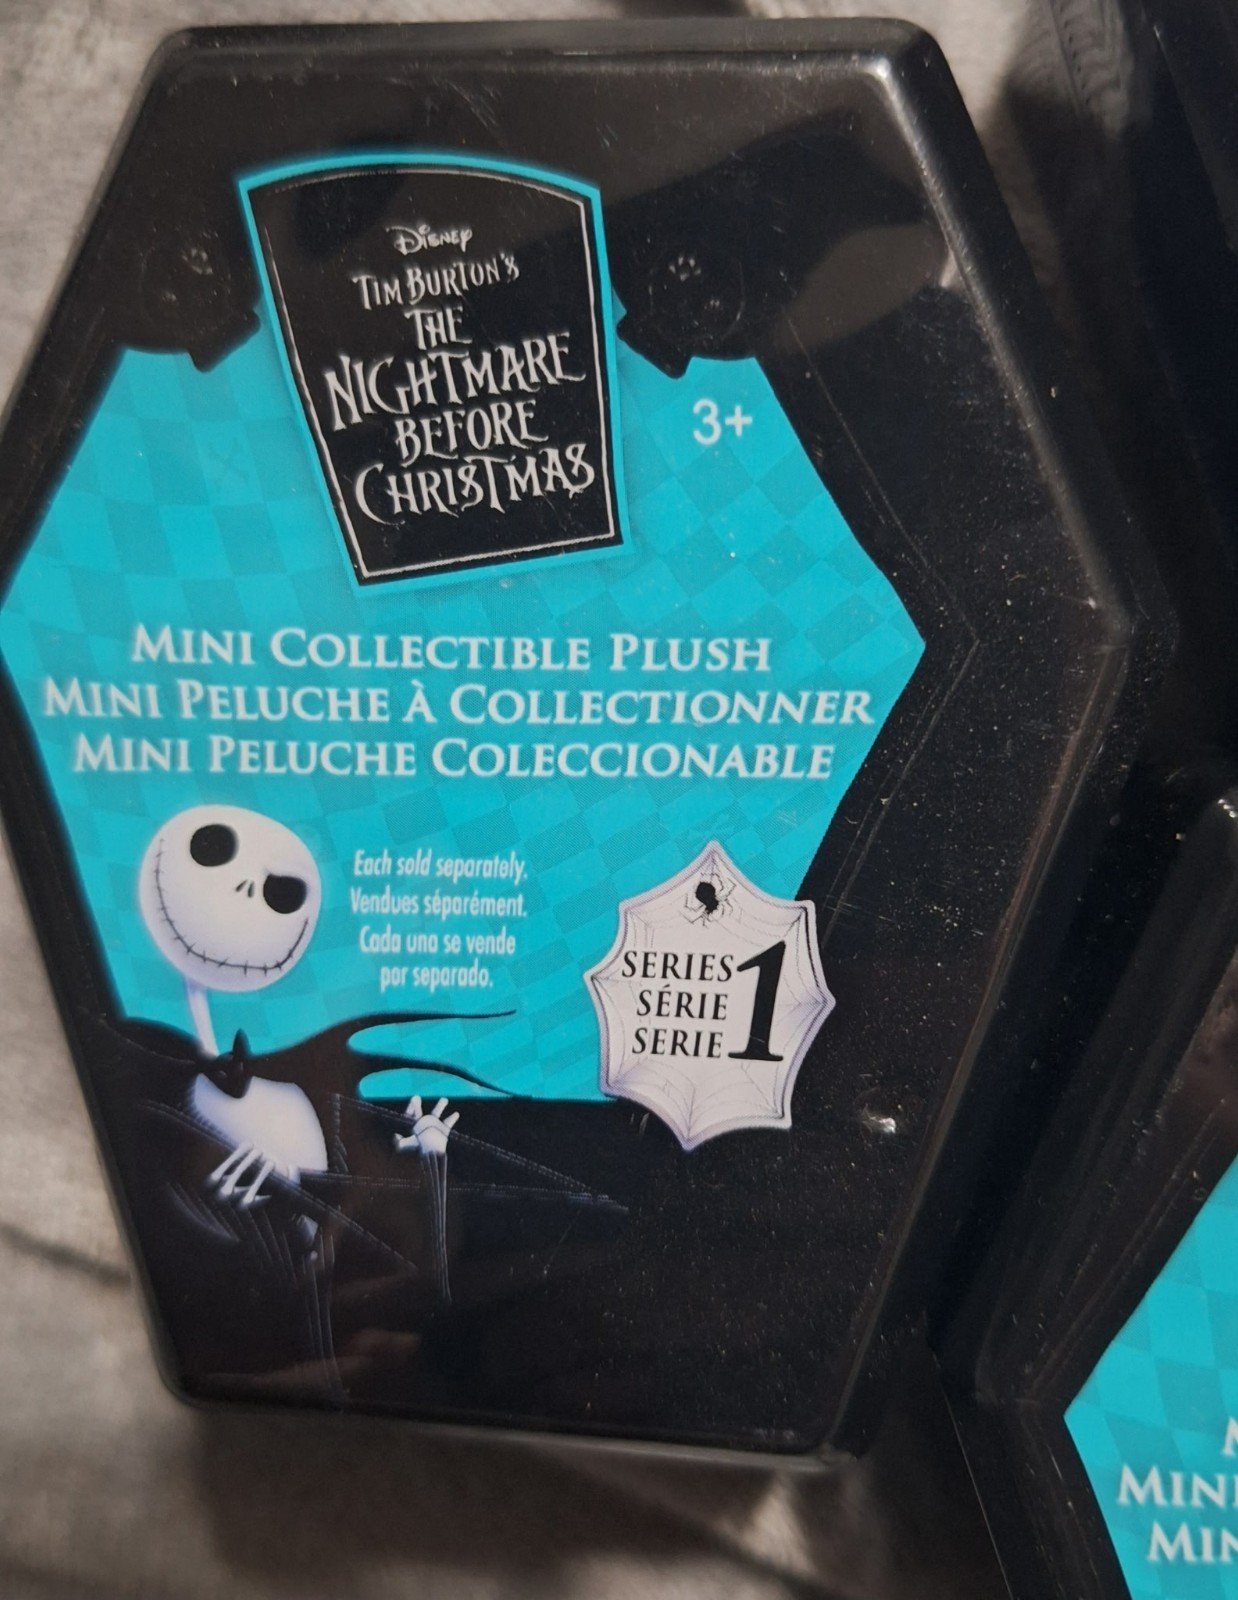 Disney
Tim Burton's
The
Nightmare
Before
Christmas
3+
Mini Collectible Plush
Mini Peluche à Collectionner
Mini Peluche Coleccionable
Each sold separately.
Vendues séparément.
Cada una se vende
por separado.
SERIES 1
SÉRIE
SERIE
Mini